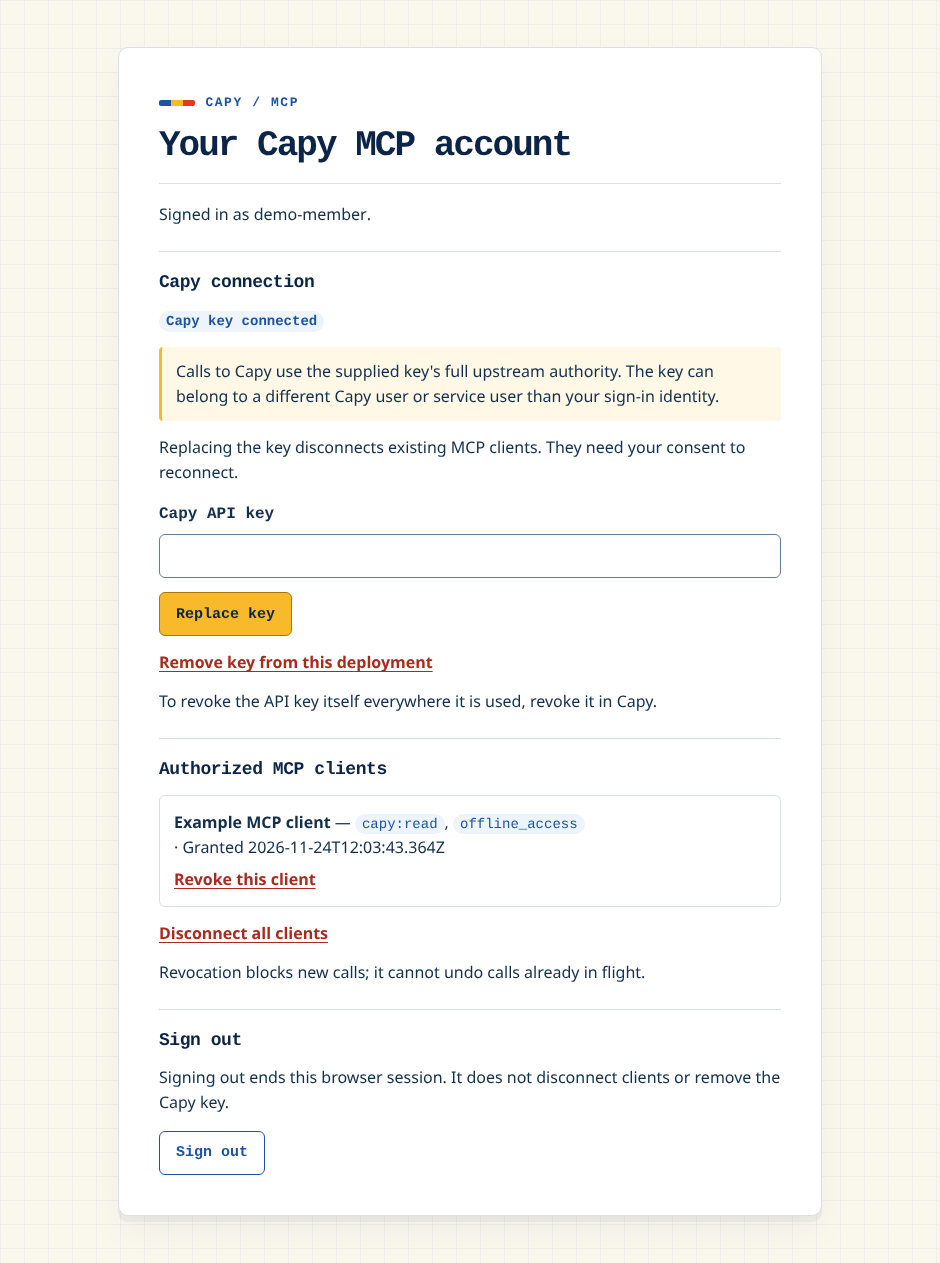 CAPY / MCP
Your Capy MCP account
Signed in as demo-member.
Capy connection
Capy key connected
Calls to Capy use the supplied key's full upstream authority. The key can
belong to a different Capy user or service user than your sign-in identity.
Replacing the key disconnects existing MCP clients. They need your consent to
reconnect.
Capy API key
Replace key
Remove key from this deployment
To revoke the API key itself everywhere it is used, revoke it in Capy.
Authorized MCP clients
Example MCP client — capy:read, offline_access
· Granted 2026-11-24T12:03:43.364Z
Revoke this client
Disconnect all clients
Revocation blocks new calls; it cannot undo calls already in flight.
Sign out
Signing out ends this browser session. It does not disconnect clients or remove the
Capy key.
Sign out